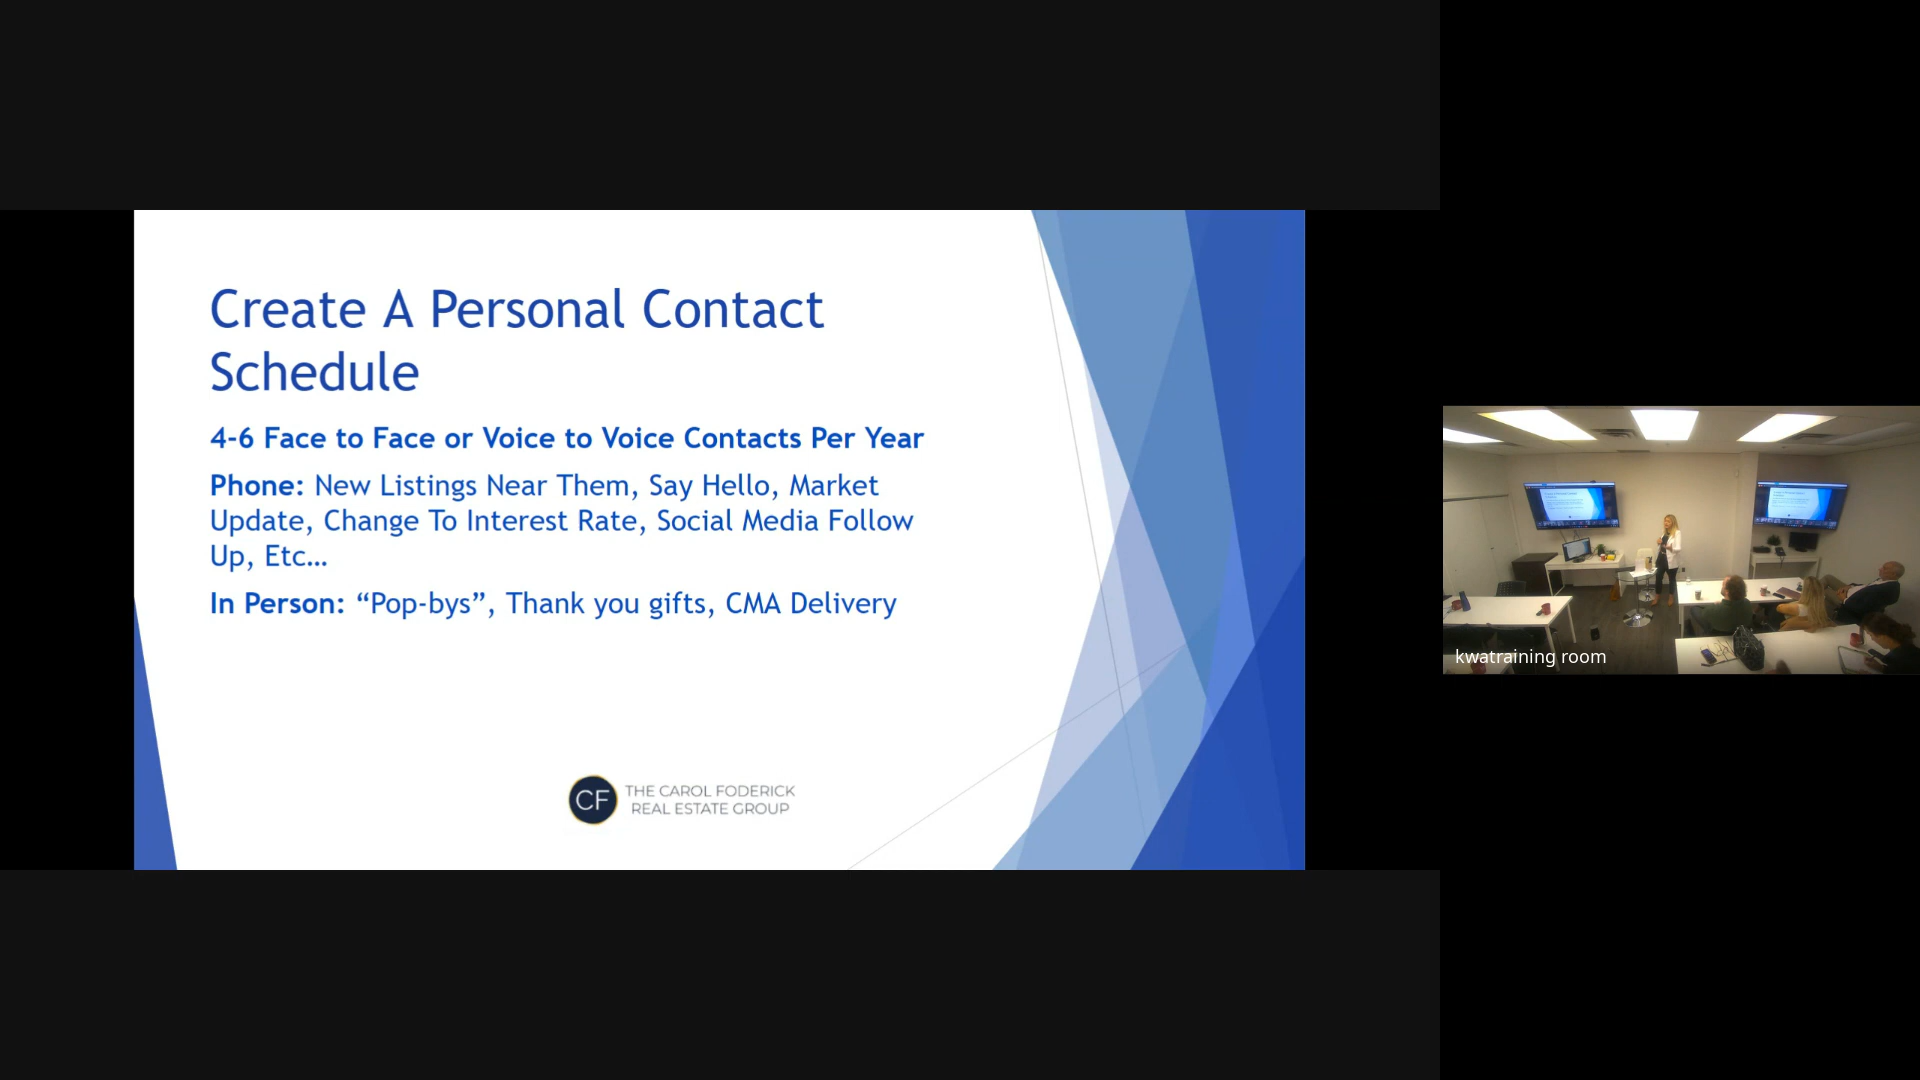 Create A Personal Contact
Schedule
4-6 Face to Face or Voice to Voice Contacts Per Year
Phone: New Listings Near Them, Say Hello, Market
Update, Change To Interest Rate, Social Media Follow
Up, Etc...
In Person: “Pop-bys”, Thank you gifts, CMA Delivery
CF
THE CAROL FODERICK
REAL ESTATE GROUP
kwatraining room